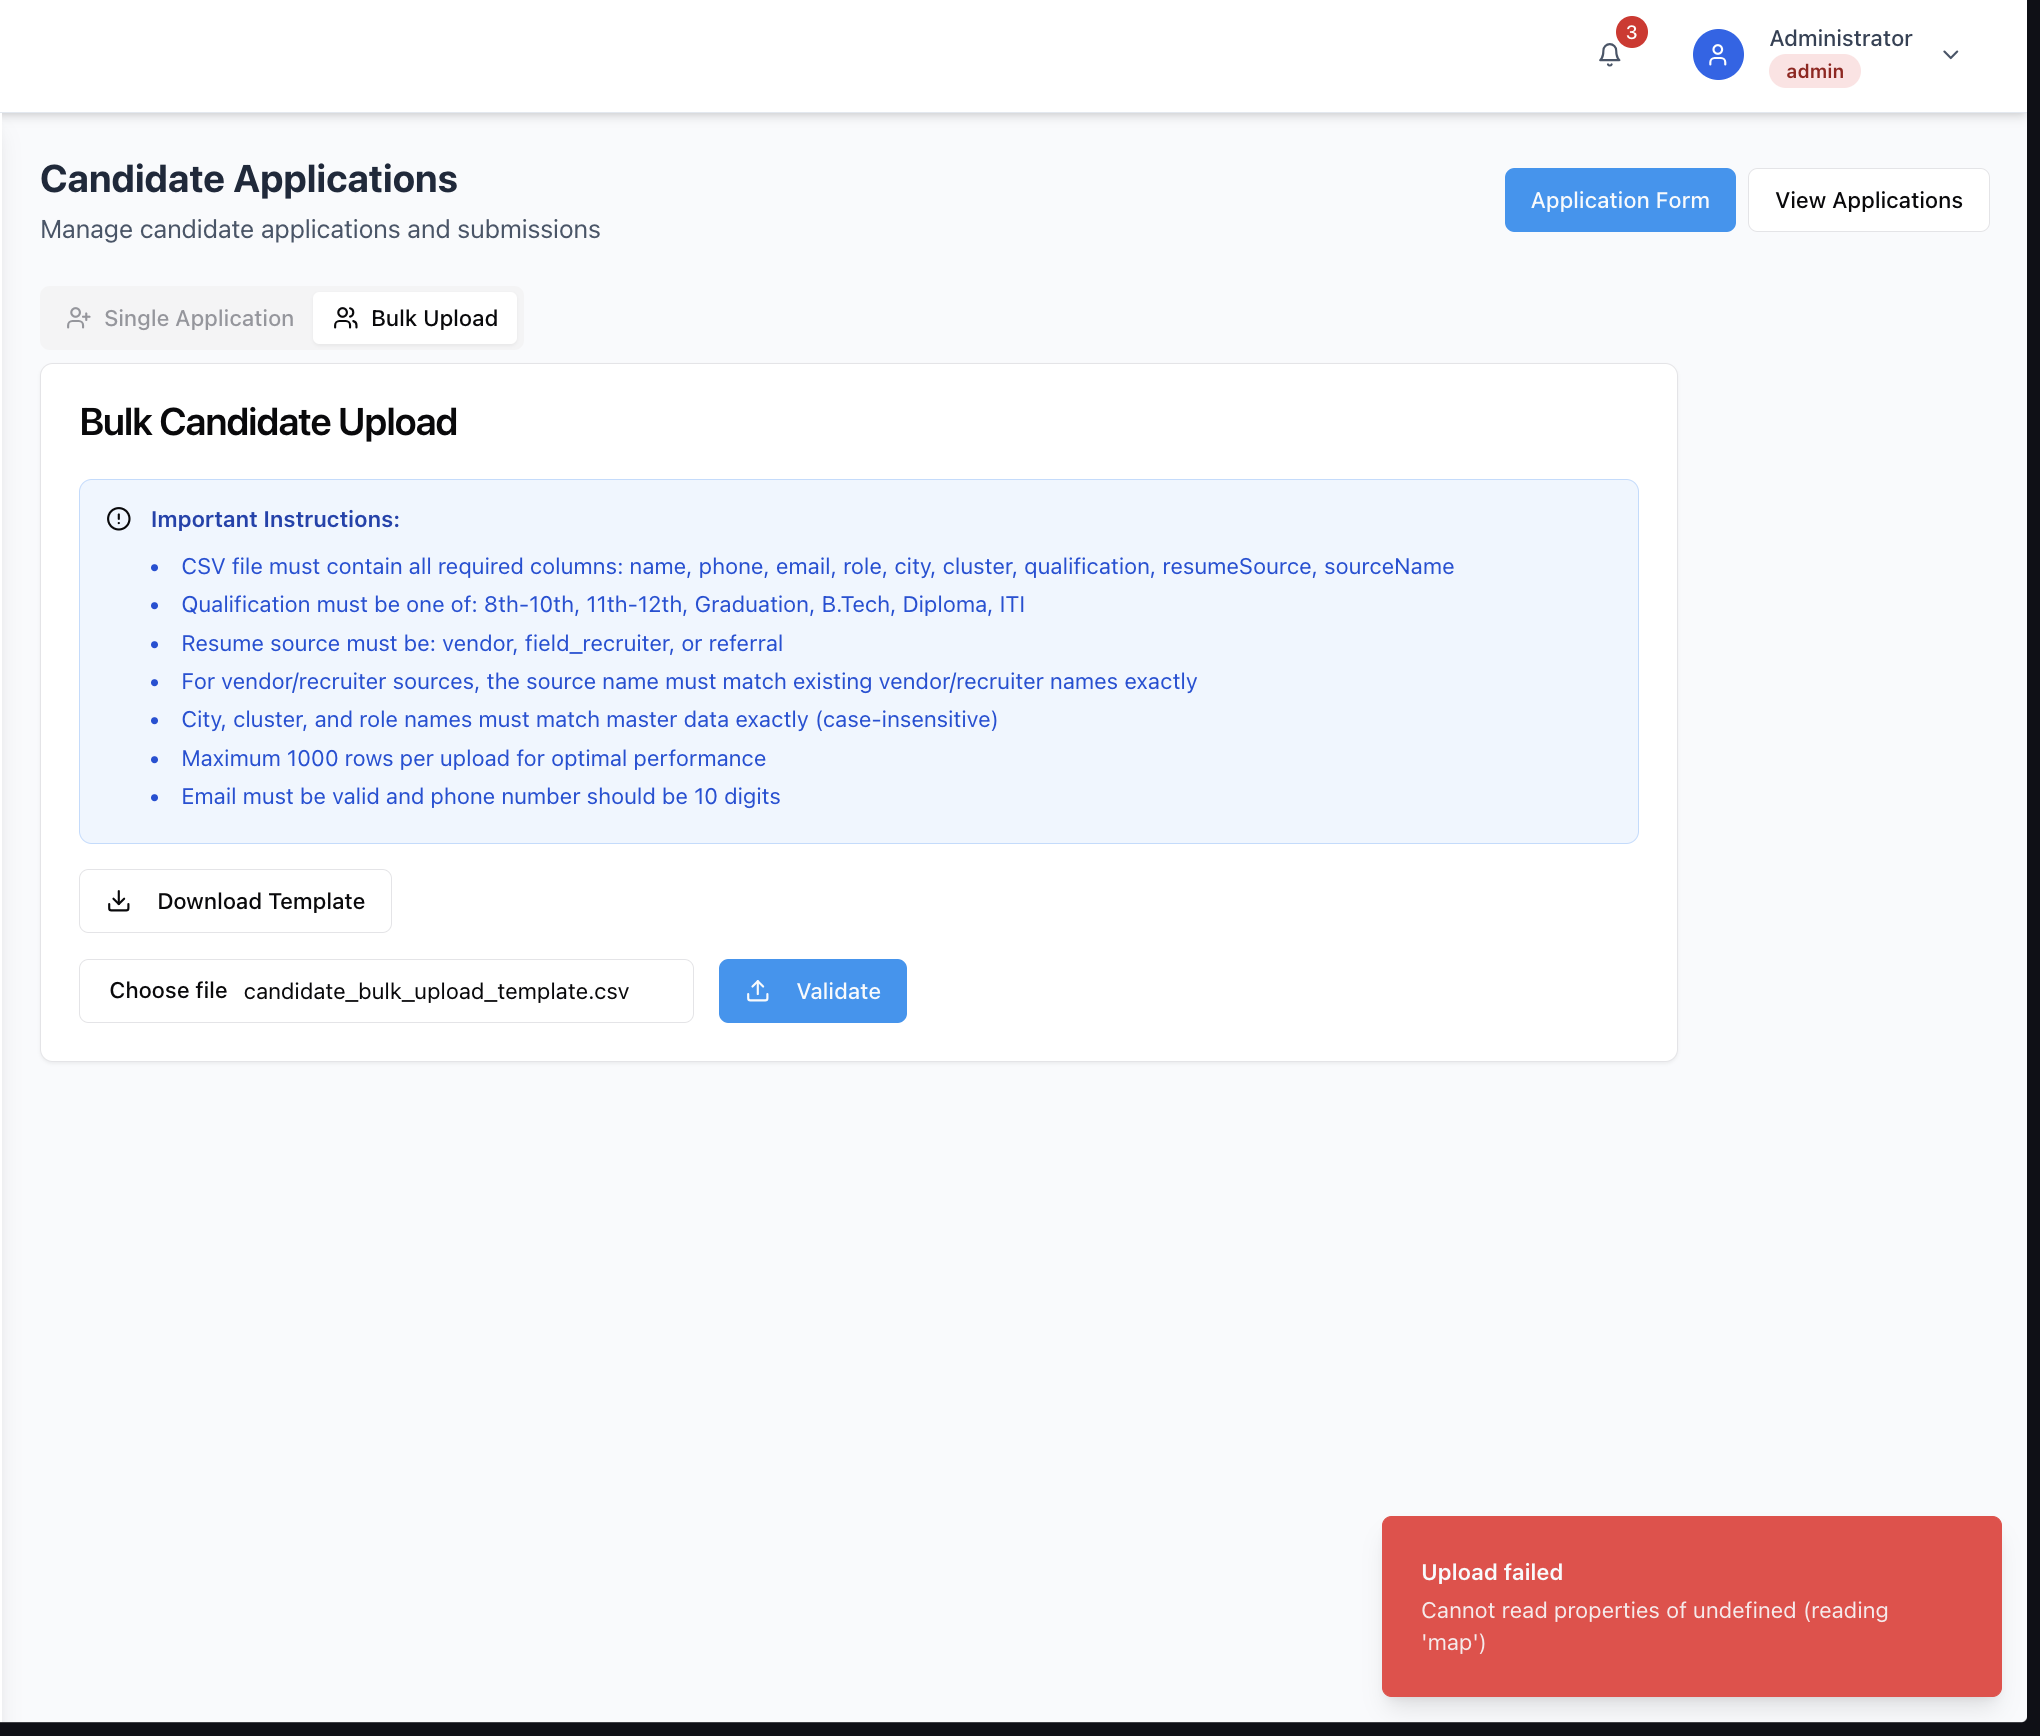 3
Administrator
admin
Candidate Applications
Manage candidate applications and submissions
Application Form
View Applications
Single Application
Bulk Upload
Bulk Candidate Upload
Important Instructions:
CSV file must contain all required columns: name, phone, email, role, city, cluster, qualification, resumeSource, sourceName
Qualification must be one of: 8th-10th, 11th-12th, Graduation, B.Tech, Diploma, ITI
Resume source must be: vendor, field_recruiter, or referral
For vendor/recruiter sources, the source name must match existing vendor/recruiter names exactly
City, cluster, and role names must match master data exactly (case-insensitive)
Maximum 1000 rows per upload for optimal performance
Email must be valid and phone number should be 10 digits
Download Template
Choose file candidate_bulk_upload_template.csv
Validate
Upload failed
Cannot read properties of undefined (reading
'map')